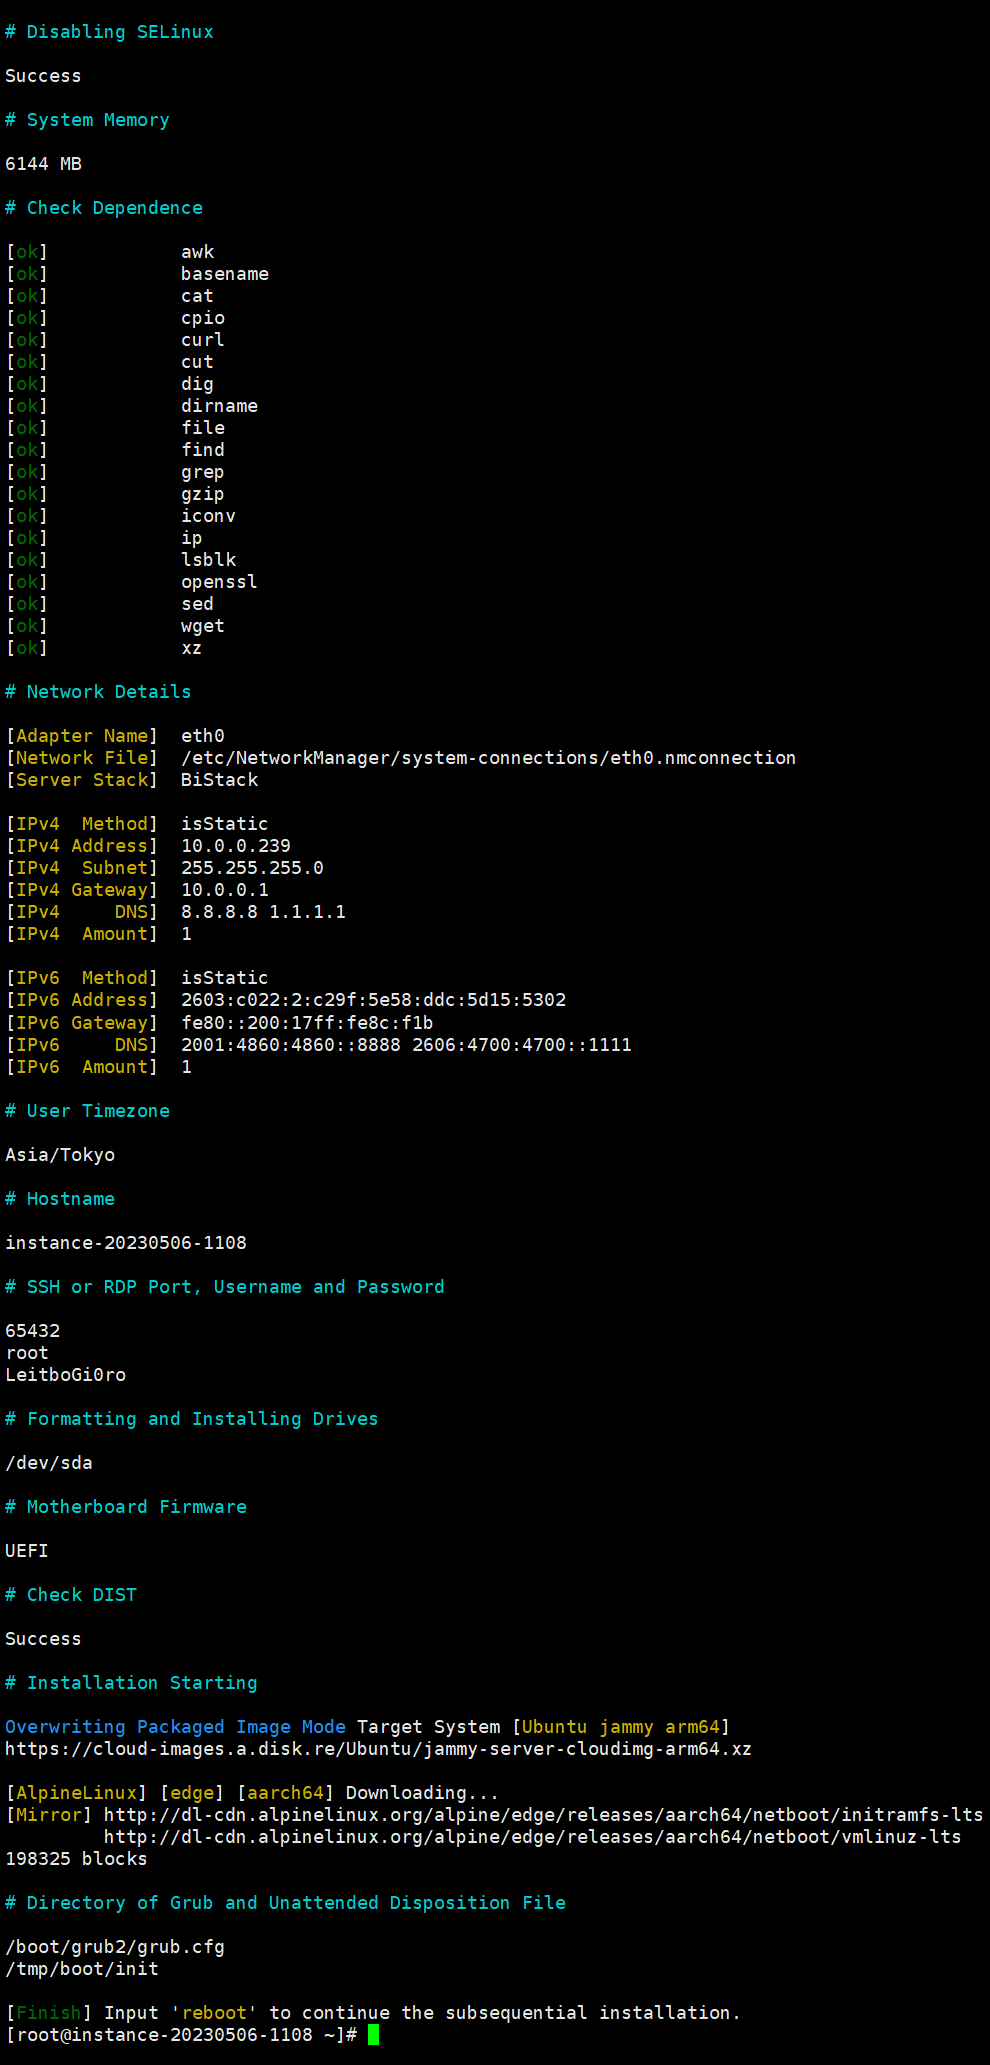 # Disabling SELinux
Success
# System Memory
6144 MB
# Check Dependence
[ok] awk
[ok] basename
[ok] cat
[ok] cpio
[ok] curl
[ok] cut
[ok] dig
[ok] dirname
[ok] file
[ok] find
[ok] grep
[ok] gzip
[ok] iconv
[ok] ip
[ok] lsblk
[ok] openssl
[ok] sed
[ok] wget
[ok] xz
# Network Details
[Adapter Name] eth0
[Network File] /etc/NetworkManager/system-connections/eth0.nmconnection
[Server Stack] BiStack
[IPv4  Method] isStatic
[IPv4 Address] 10.0.0.239
[IPv4  Subnet] 255.255.255.0
[IPv4 Gateway] 10.0.0.1
[IPv4     DNS] 8.8.8.8 1.1.1.1
[IPv4  Amount] 1
[IPv6  Method] isStatic
[IPv6 Address] 2603:c022:2:c29f:5e58:ddc:5d15:5302
[IPv6 Gateway] fe80::200:17ff:fe8c:f1b
[IPv6     DNS] 2001:4860:4860::8888 2606:4700:4700::1111
[IPv6  Amount] 1
# User Timezone
Asia/Tokyo
# Hostname
instance-20230506-1108
# SSH or RDP Port, Username and Password
65432
root
LeitboGi0ro
# Formatting and Installing Drives
/dev/sda
# Motherboard Firmware
UEFI
# Check DIST
Success
# Installation Starting
Overwriting Packaged Image Mode Target System [Ubuntu jammy arm64]
https://cloud-images.a.disk.re/Ubuntu/jammy-server-cloudimg-arm64.xz
[AlpineLinux] [edge] [aarch64] Downloading...
[Mirror] http://dl-cdn.alpinelinux.org/alpine/edge/releases/aarch64/netboot/initramfs-lts
http://dl-cdn.alpinelinux.org/alpine/edge/releases/aarch64/netboot/vmlinuz-lts
198325 blocks
# Directory of Grub and Unattended Disposition File
/boot/grub2/grub.cfg
/tmp/boot/init
[Finish] Input 'reboot' to continue the subsequential installation.
[root@instance-20230506-1108 ~]#